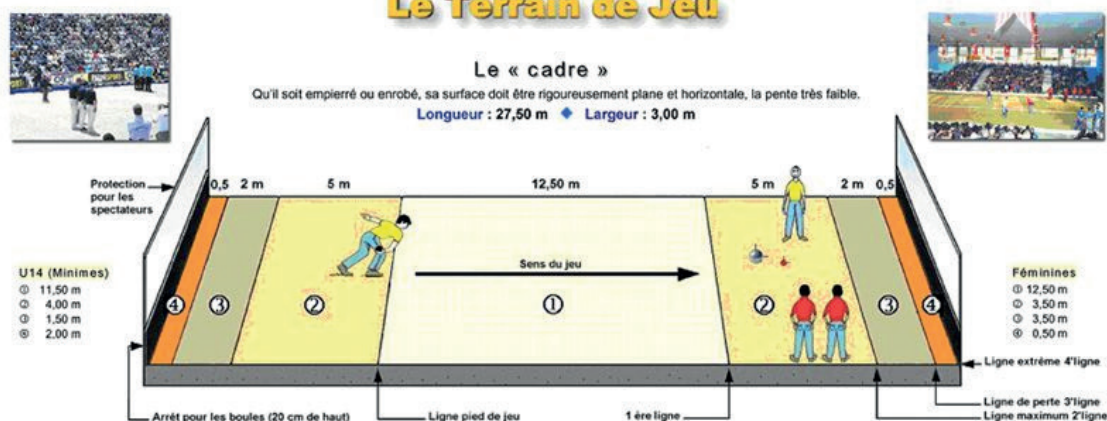 Le Terrain de Jeu
Le « cadre »
Qu'il soit empierré ou enrobé, sa surface doit être rigoureusement plane et horizontale, la pente très faible.
Longueur : 27,50 m ◆ Largeur : 3,00 m
Protection
pour les
spectateurs
0,5 2 m 5 m 12,50 m 5 m 2 m 0,5
Sens du jeu
U14 (Minimes)
① 11,50 m
② 4,00 m
③ 1,50 m
④ 2,00 m
④ ③ ② ① ② ③ ④
Féminines
① 12,50 m
② 3,50 m
③ 3,50 m
④ 0,50 m
Ligne extrême 4°ligne
Ligne de perte 3°ligne
Ligne maximum 2°ligne
Arrêt pour les boules (20 cm de haut)
Ligne pied de jeu
1 ère ligne